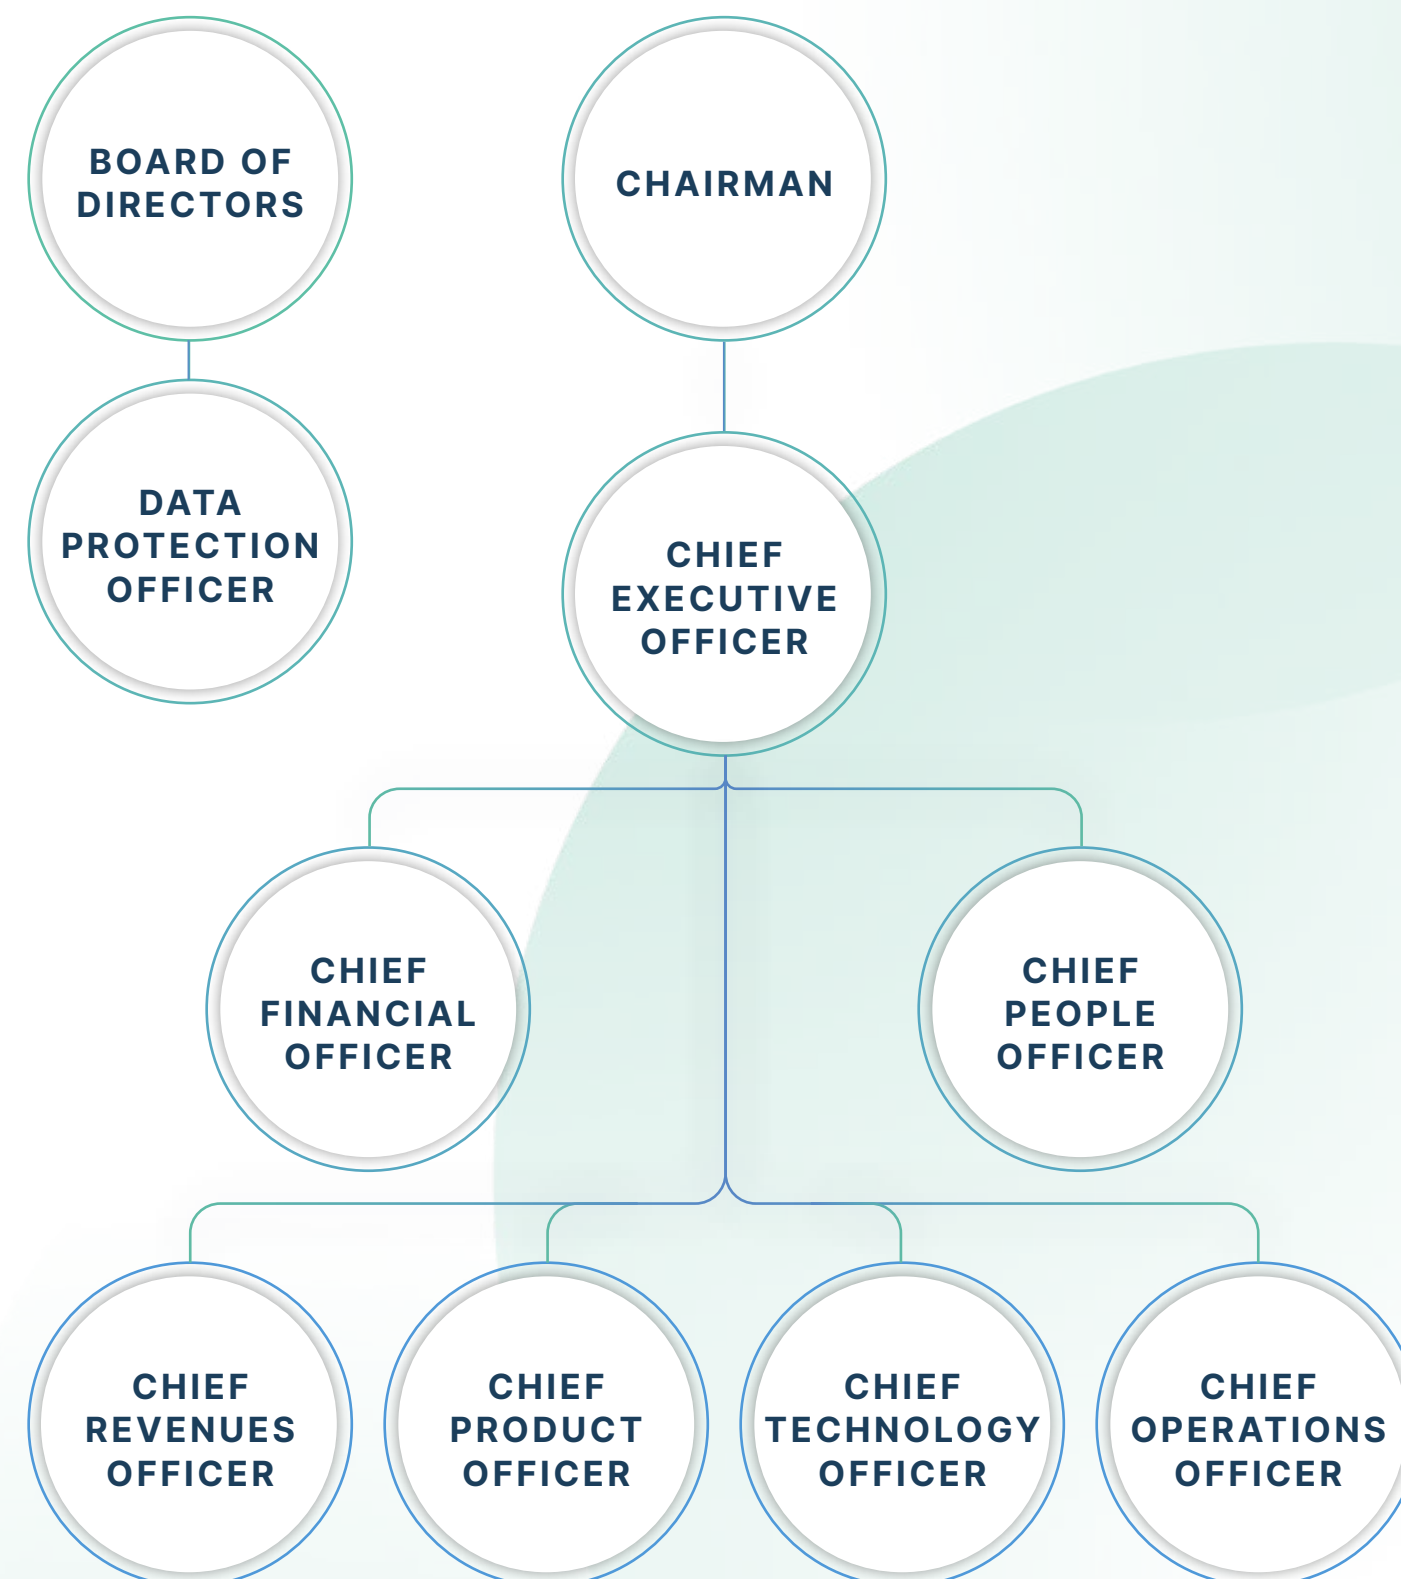 BOARD OF
DIRECTORS
CHAIRMAN
DATA
PROTECTION
OFFICER
CHIEF
EXECUTIVE
OFFICER
CHIEF
FINANCIAL
OFFICER
CHIEF
PEOPLE
OFFICER
CHIEF
REVENUES
OFFICER
CHIEF
PRODUCT
OFFICER
CHIEF
TECHNOLOGY
OFFICER
CHIEF
OPERATIONS
OFFICER